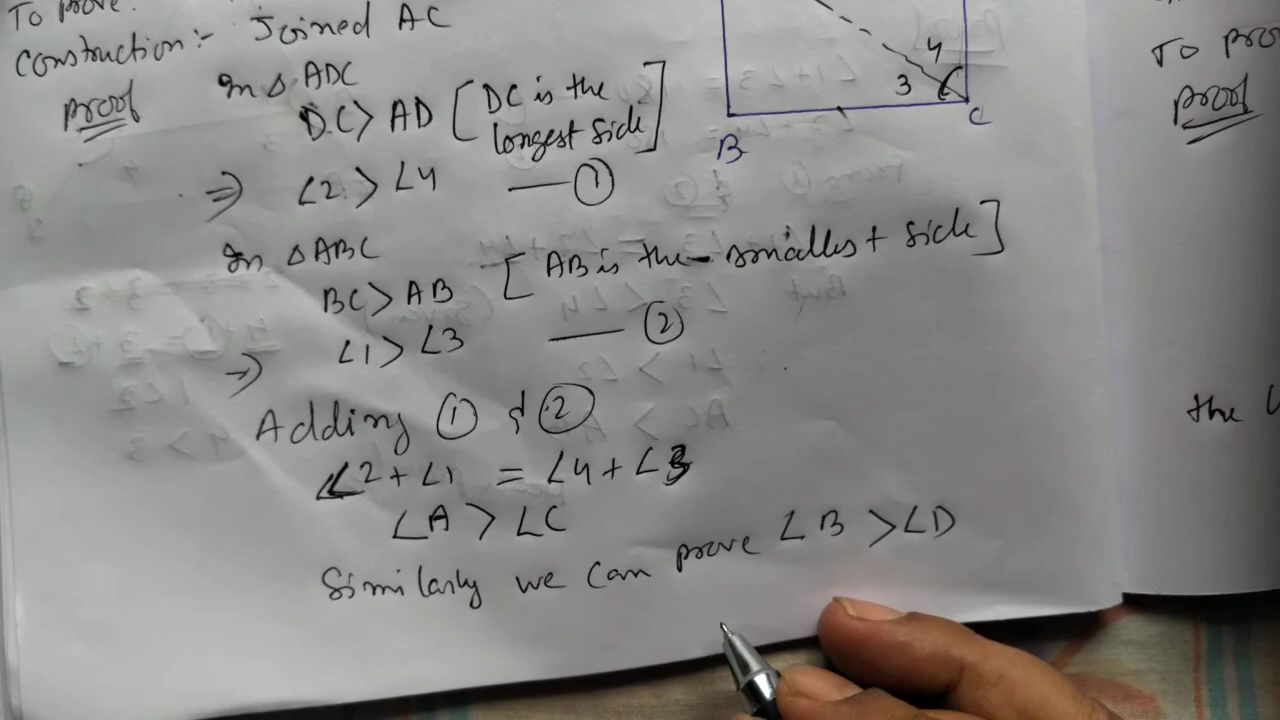 To prove:
Construction:- Joined AC
Proof In △ ADC
DC > AD [DC is the longest side]
⇒ ∠2 > ∠4 — ①
In △ ABC
BC > AB [AB is the smallest side]
⇒ ∠1 > ∠3 — ②
Adding ① & ②
∠2 + ∠1 = ∠4 + ∠3
∠A > ∠C
Similarly we can prove ∠B > ∠D
4
3
B
C
To pro
Proof
the